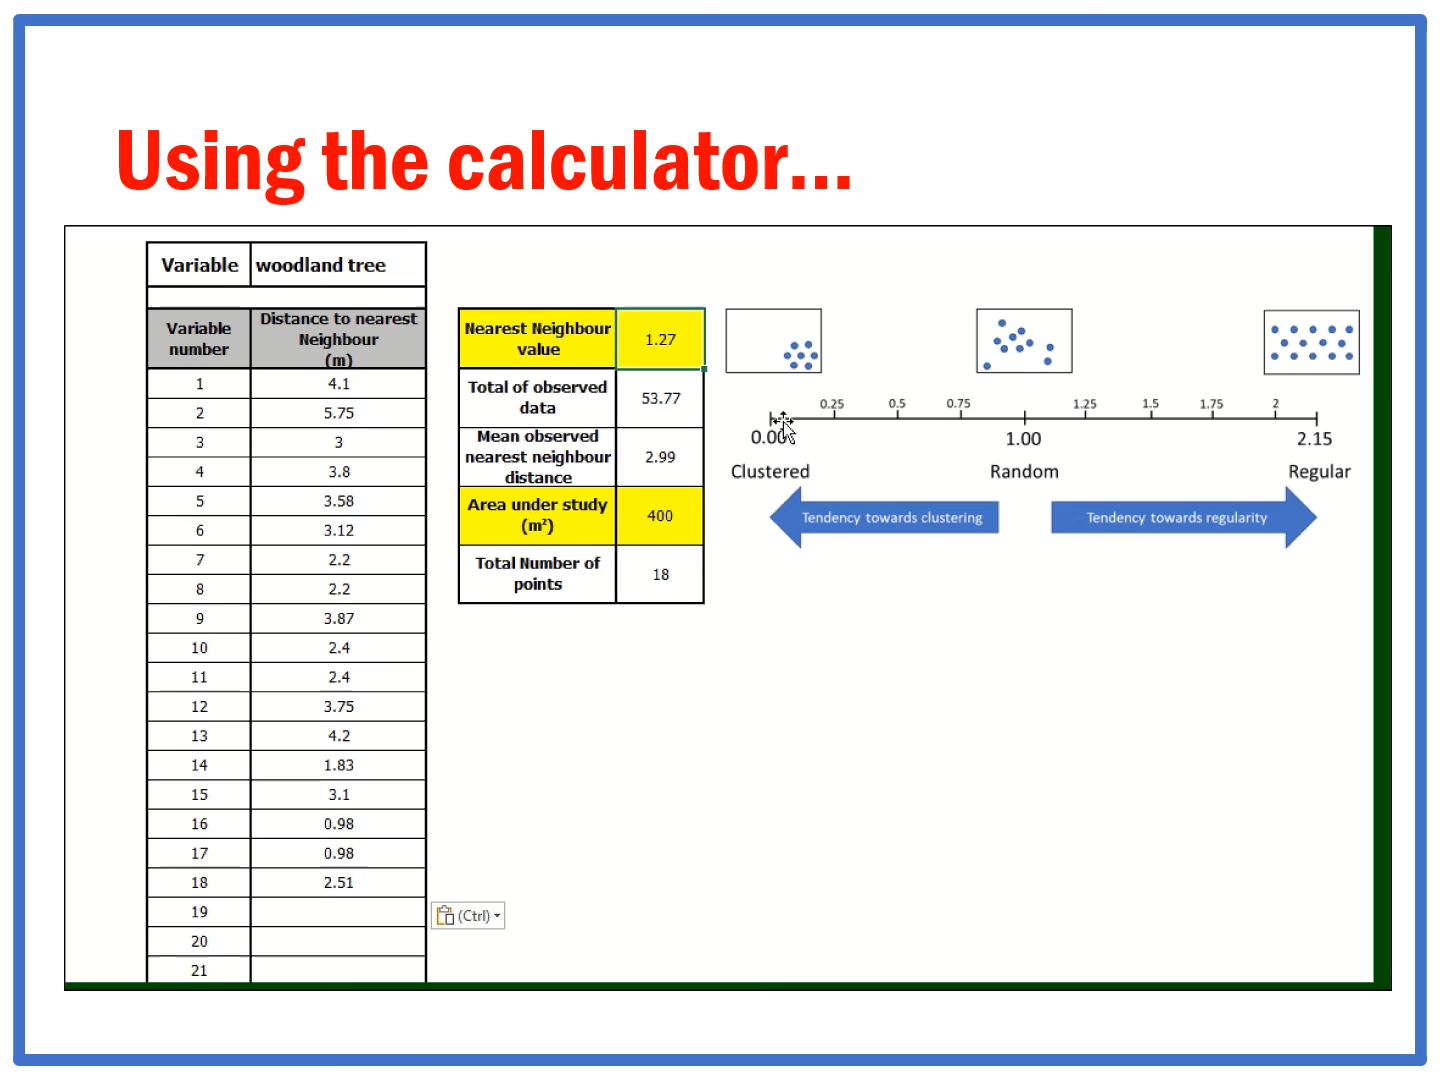 Using the calculator...
Variable woodland tree
Variable number Distance to nearest Neighbour (m)
1 4.1
2 5.75
3 3
4 3.8
5 3.58
6 3.12
7 2.2
8 2.2
9 3.87
10 2.4
11 2.4
12 3.75
13 4.2
14 1.83
15 3.1
16 0.98
17 0.98
18 2.51
19
20
21
(Ctrl)
Nearest Neighbour value 1.27
Total of observed data 53.77
Mean observed nearest neighbour distance 2.99
Area under study (m²) 400
Total Number of points 18
0.25 0.5 0.75 1.25 1.5 1.75 2
0.00 1.00 2.15
Clustered Random Regular
Tendency towards clustering Tendency towards regularity